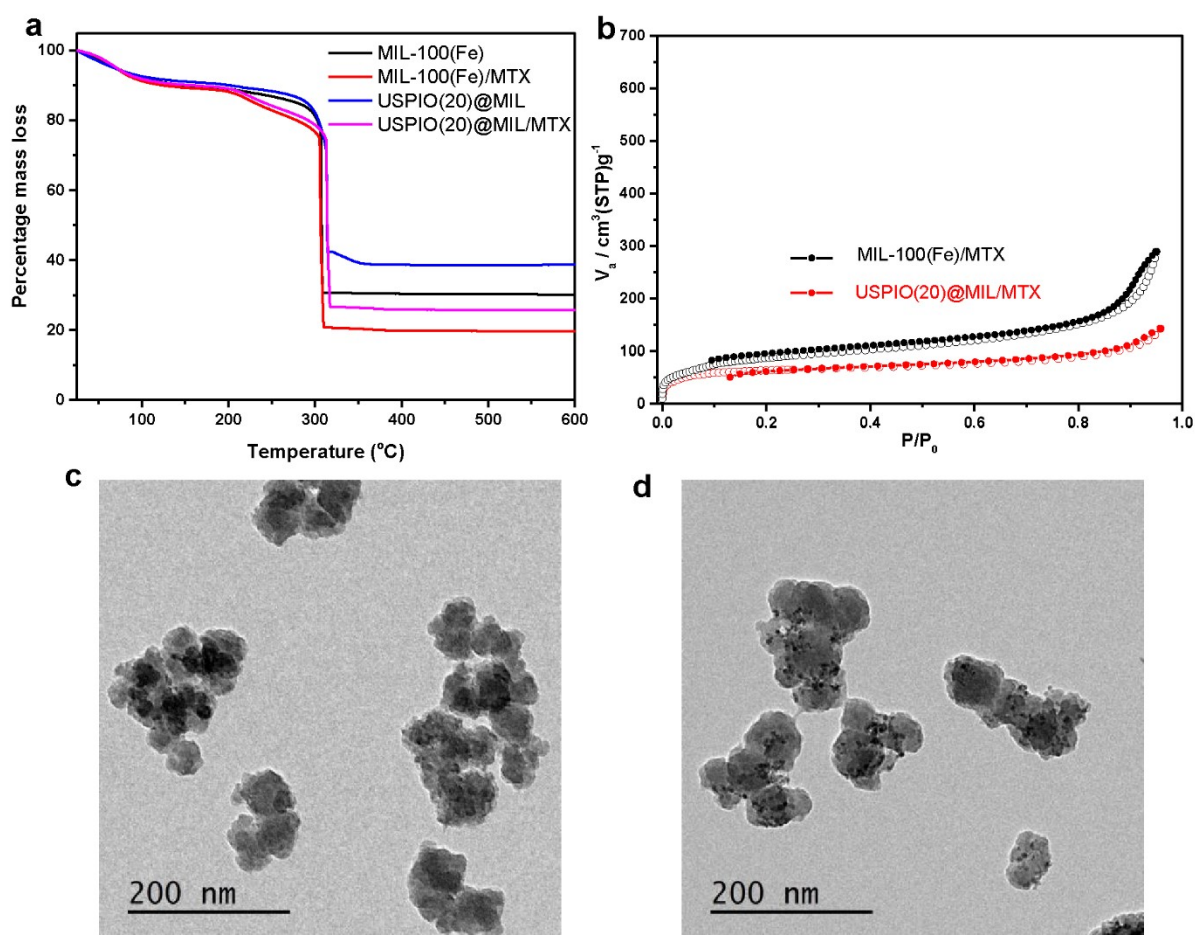 a
100
80
60
40
20
0
100
200
300
400
500
600
Percentage mass loss
Temperature (°C)
MIL-100(Fe)
MIL-100(Fe)/MTX
USPIO(20)@MIL
USPIO(20)@MIL/MTX
b
700
600
500
400
300
200
100
0
0.0
0.2
0.4
0.6
0.8
1.0
Vₐ / cm³(STP)g⁻¹
P/P₀
MIL-100(Fe)/MTX
USPIO(20)@MIL/MTX
c
200 nm
d
200 nm